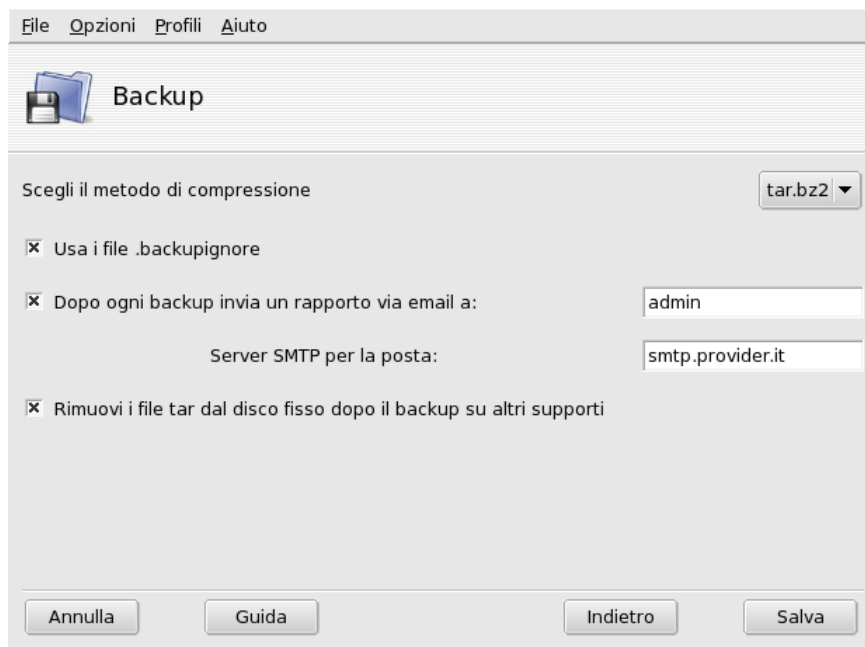 File Opzioni Profili Aiuto
Backup
Scegli il metodo di compressione tar.bz2
Usa i file .backupignore
Dopo ogni backup invia un rapporto via email a: admin
Server SMTP per la posta: smtp.provider.it
Rimuovi i file tar dal disco fisso dopo il backup su altri supporti
Annulla Guida Indietro Salva